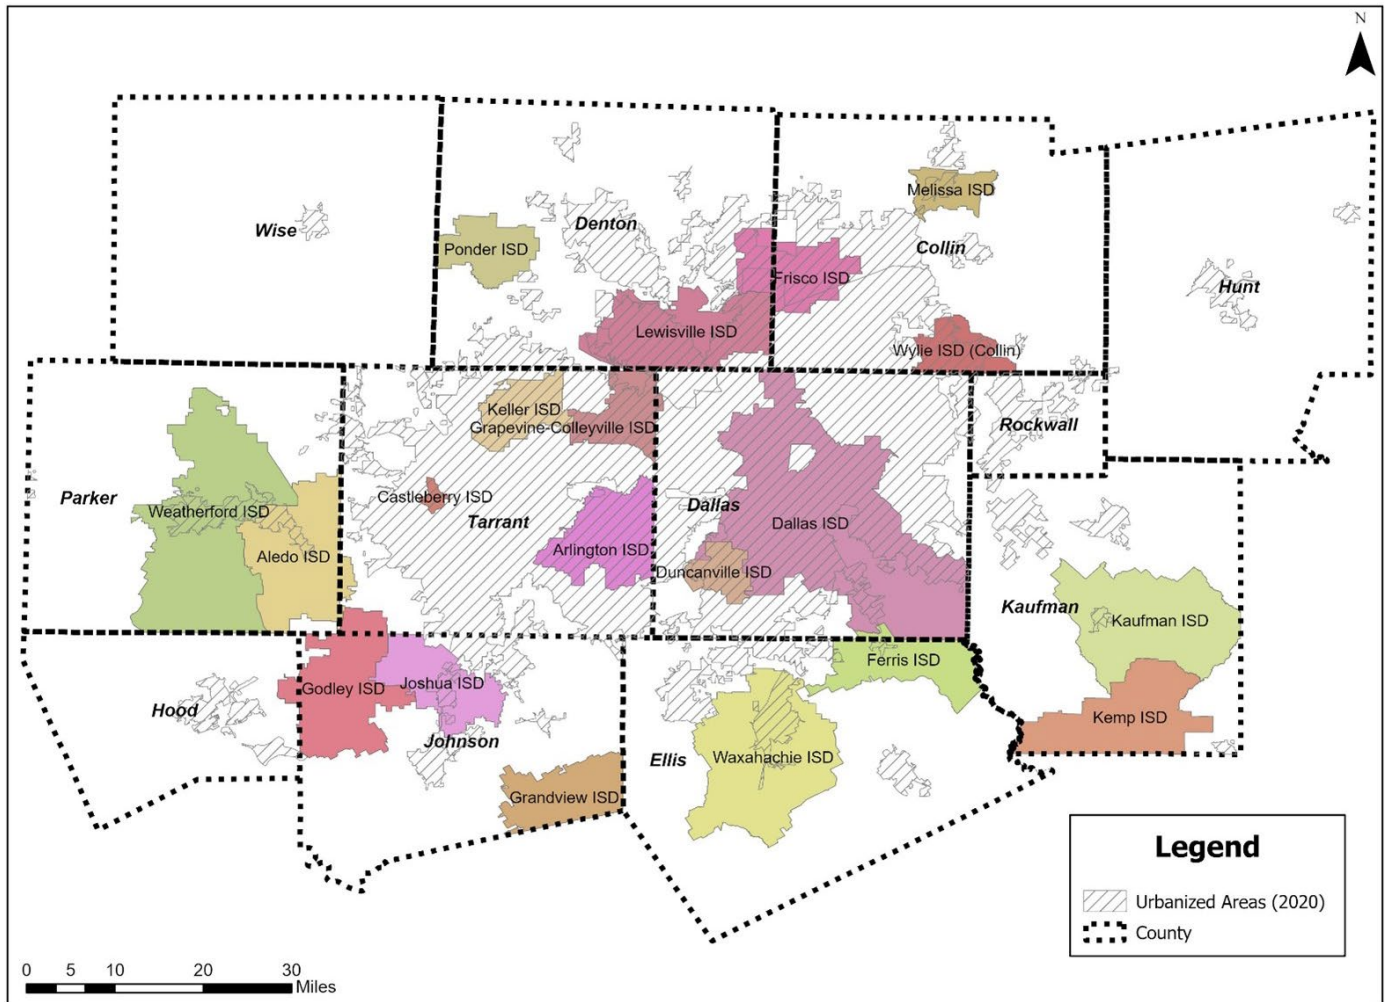 N
Melissa ISD
Denton
Wise
Ponder ISD
Collin
Frisco ISD
Hunt
Lewisville ISD
Wylie ISD (Collin)
Keller ISD
Grapevine-Colleyville ISD
Rockwall
Parker
Castleberry ISD
Weatherford ISD
Dallas
Tarrant
Dallas ISD
Aledo ISD
Arlington ISD
Duncanville ISD
Kaufman
Kaufman ISD
Ferris ISD
Godley ISD
Joshua ISD
Hood
Kemp ISD
Johnson
Ellis
Waxahachie ISD
Grandview ISD
Legend
Urbanized Areas (2020)
County
0 5 10 20 30
Miles